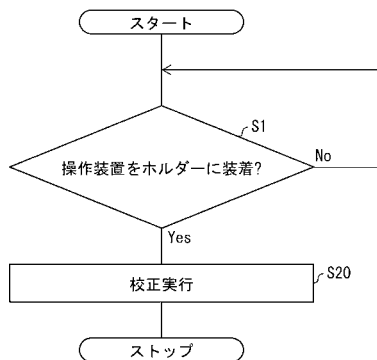 スタート
S1
操作装置をホルダーに装着?
No
Yes
S20
校正実行
ストップ